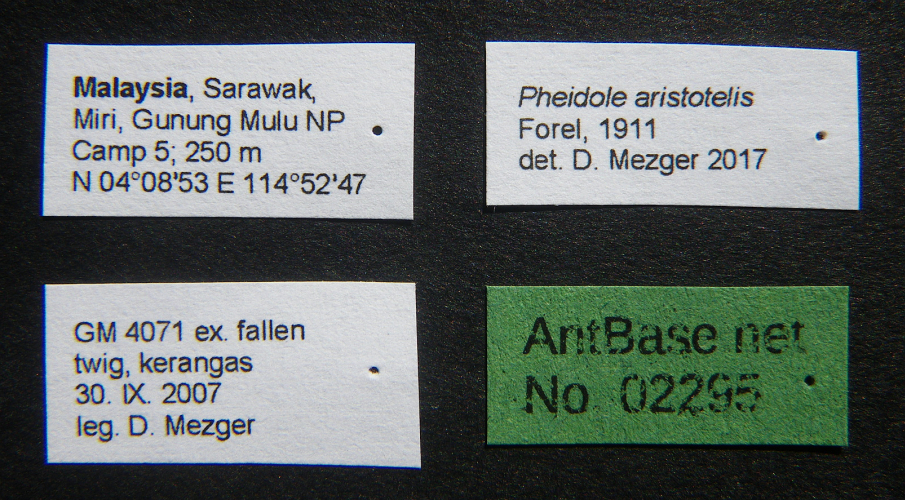 Malaysia, Sarawak,
Miri, Gunung Mulu NP
Camp 5; 250 m
N 04°08'53 E 114°52'47
Pheidole aristotelis
Forel, 1911
det. D. Mezger 2017
GM 4071 ex. fallen
twig, kerangas
30. IX. 2007
leg. D. Mezger
AntBase net
No 02295